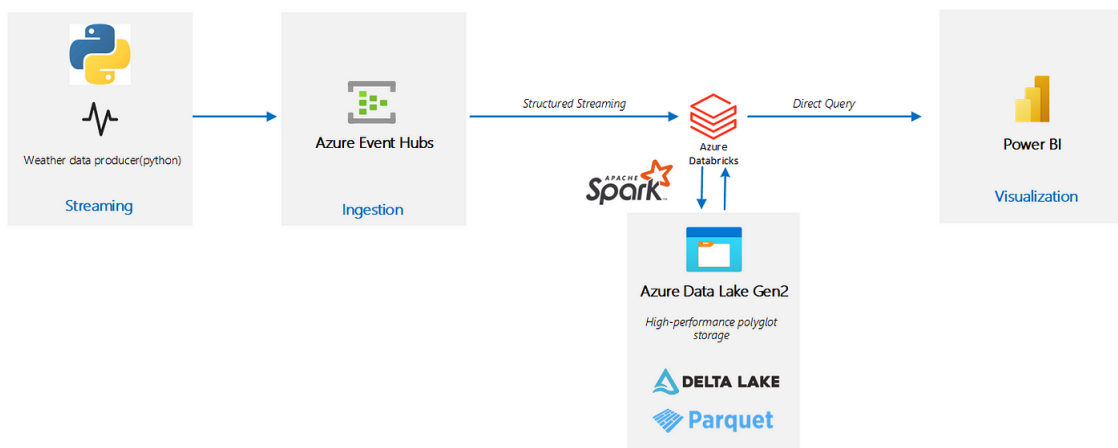 Weather data producer(python)
Streaming
Azure Event Hubs
Ingestion
Structured Streaming
Azure
Databricks
APACHE
Spark
TM
Direct Query
Power BI
Visualization
Azure Data Lake Gen2
High-performance polyglot
storage
DELTA LAKE
Parquet